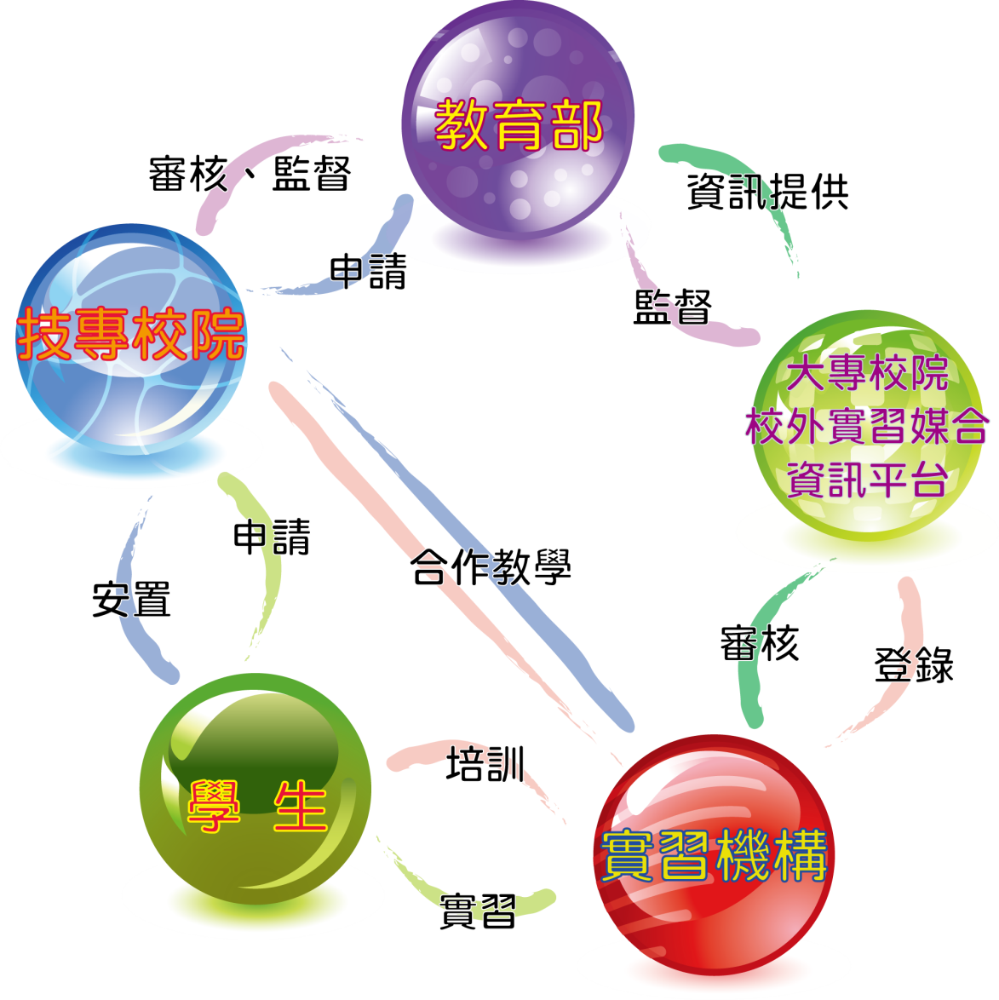 教育部
審核、監督
資訊提供
申請
監督
技專校院
大專校院
校外實習媒合
資訊平台
申請
合作教學
安置
審核
登錄
培訓
學 生
實習機構
實習